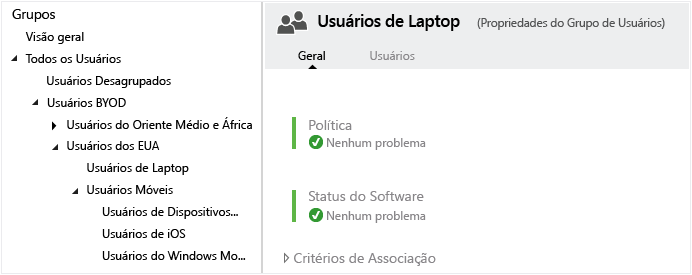 Grupos
Visão geral
Todos os Usuários
Usuários Desagrupados
Usuários BYOD
Usuários do Oriente Médio e África
Usuários dos EUA
Usuários de Laptop
Usuários Móveis
Usuários de Dispositivos...
Usuários de iOS
Usuários do Windows Mo...
Usuários de Laptop (Propriedades do Grupo de Usuários)
Geral Usuários
Política
Nenhum problema
Status do Software
Nenhum problema
Critérios de Associação